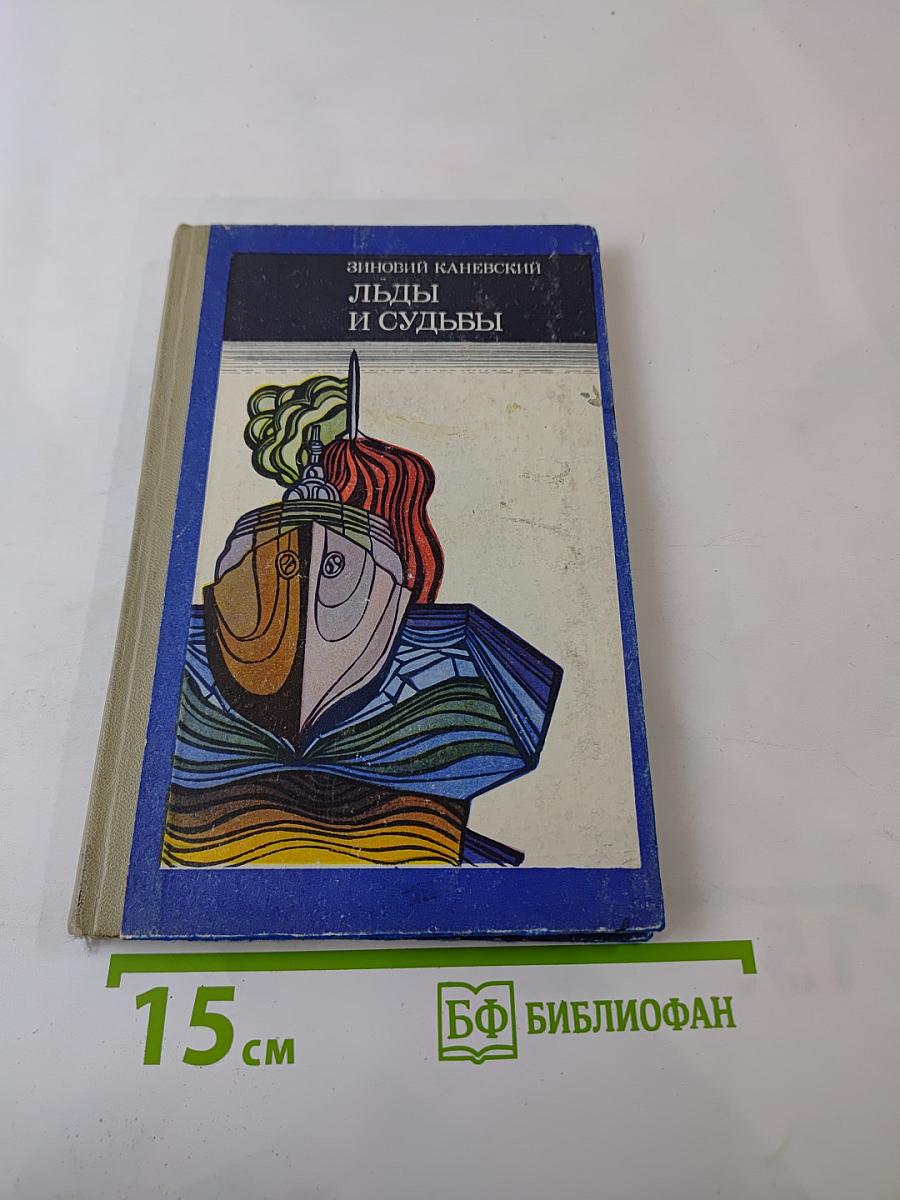 ЗИНОВИЙ КАНЕВСКИЙ
ЛЬДЫ
И СУДЬБЫ
15 см
БФ БИБЛИОФАН